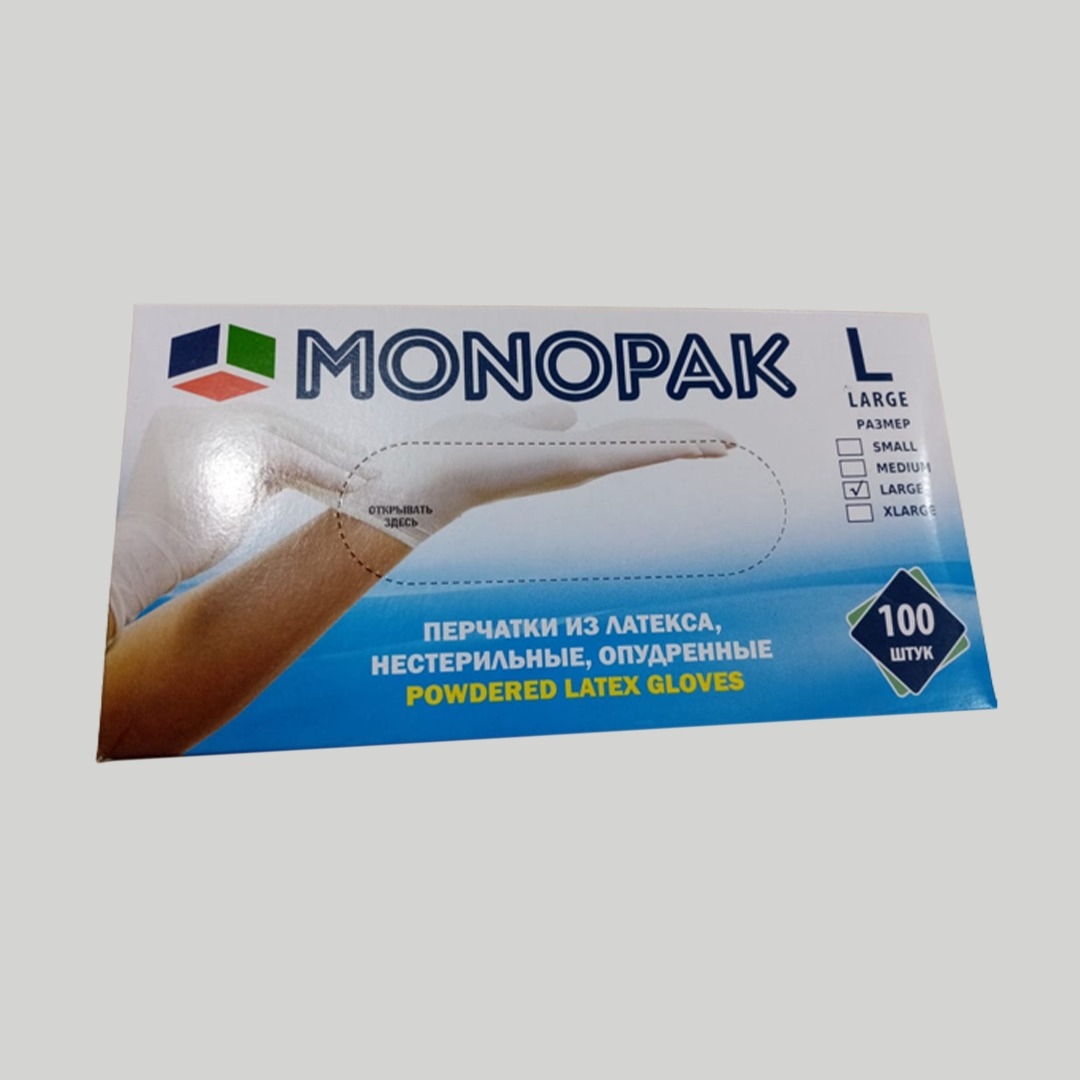 MONOPAK
L
LARGE
РАЗМЕР
SMALL
MEDIUM
LARGE
XLARGE
ОТКРЫВАТЬ
ЗДЕСЬ
ПЕРЧАТКИ ИЗ ЛАТЕКСА,
НЕСТЕРИЛЬНЫЕ, ОПУДРЕННЫЕ
POWDERED LATEX GLOVES
100
ШТУК